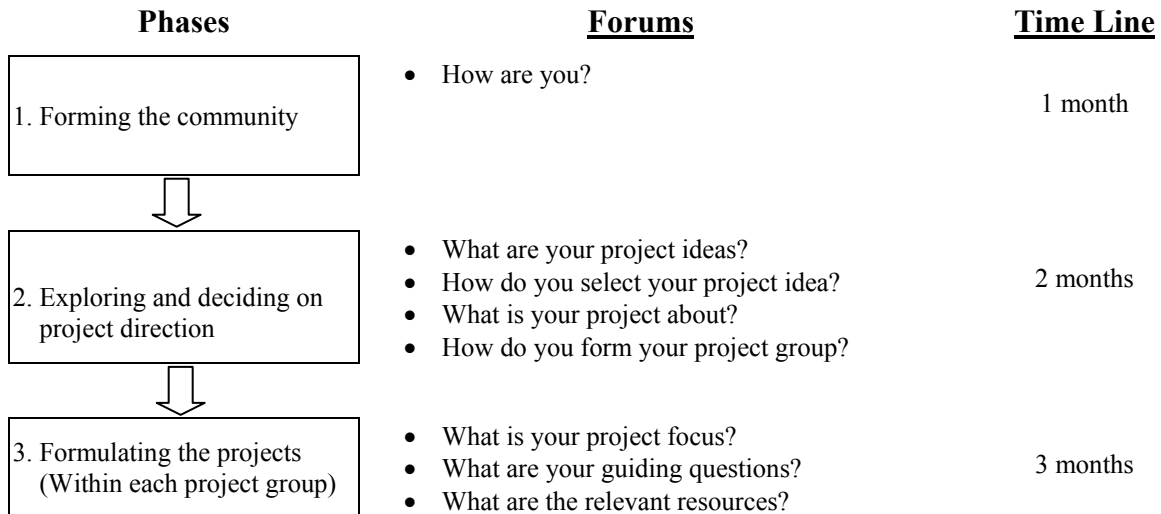 Phases Forums Time Line
1. Forming the community
• How are you?
1 month
2. Exploring and deciding on
project direction
• What are your project ideas?
• How do you select your project idea?
• What is your project about?
• How do you form your project group?
2 months
3. Formulating the projects
(Within each project group)
• What is your project focus?
• What are your guiding questions?
• What are the relevant resources?
3 months